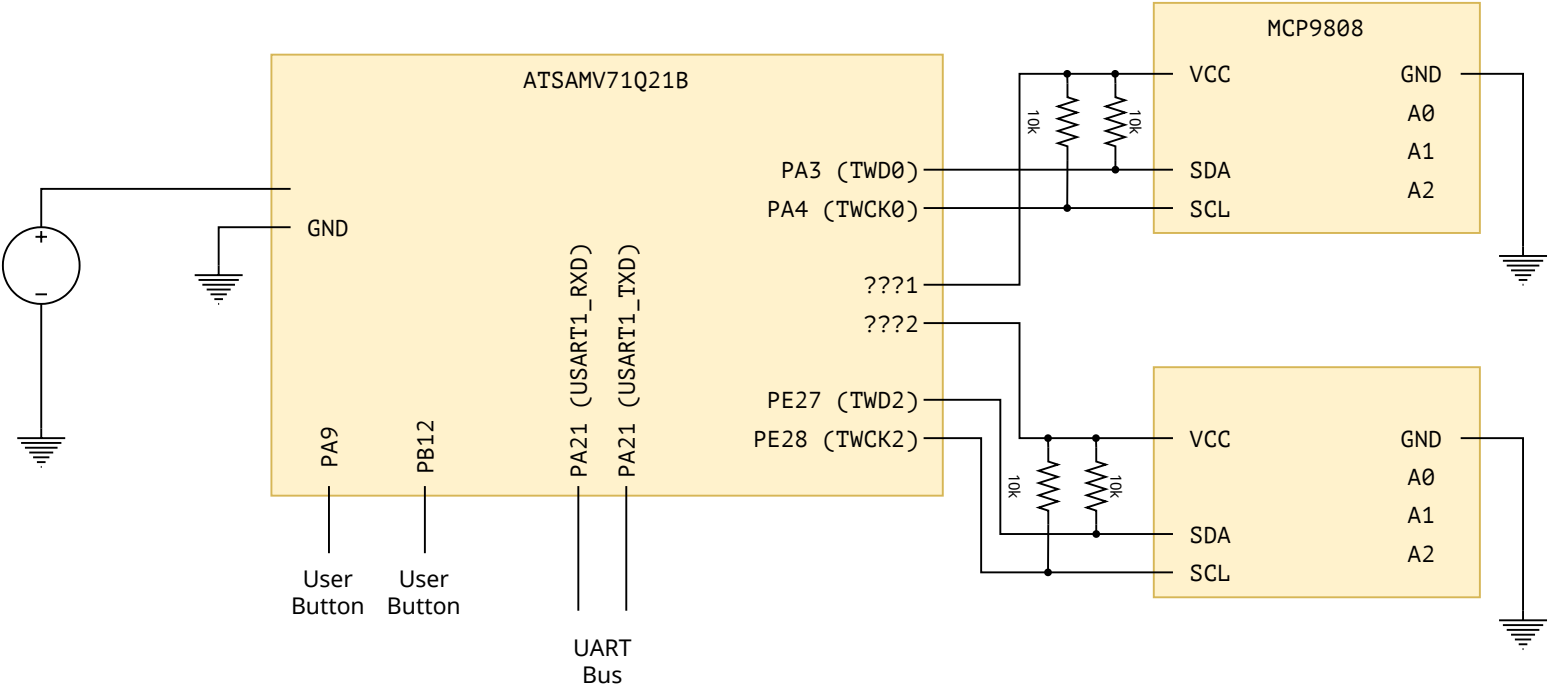 MCP9808
ATSAMV71Q21B
VCC
GND
10k
10k
A0
A1
PA3 (TWD0)
SDA
A2
PA4 (TWCK0)
SCL
+
GND
−
???1
???2
PA21 (USART1_RXD)
PA21 (USART1_TXD)
PE27 (TWD2)
PE28 (TWCK2)
PA9
PB12
VCC
GND
10k
10k
A0
A1
SDA
A2
SCL
User
Button
User
Button
UART
Bus